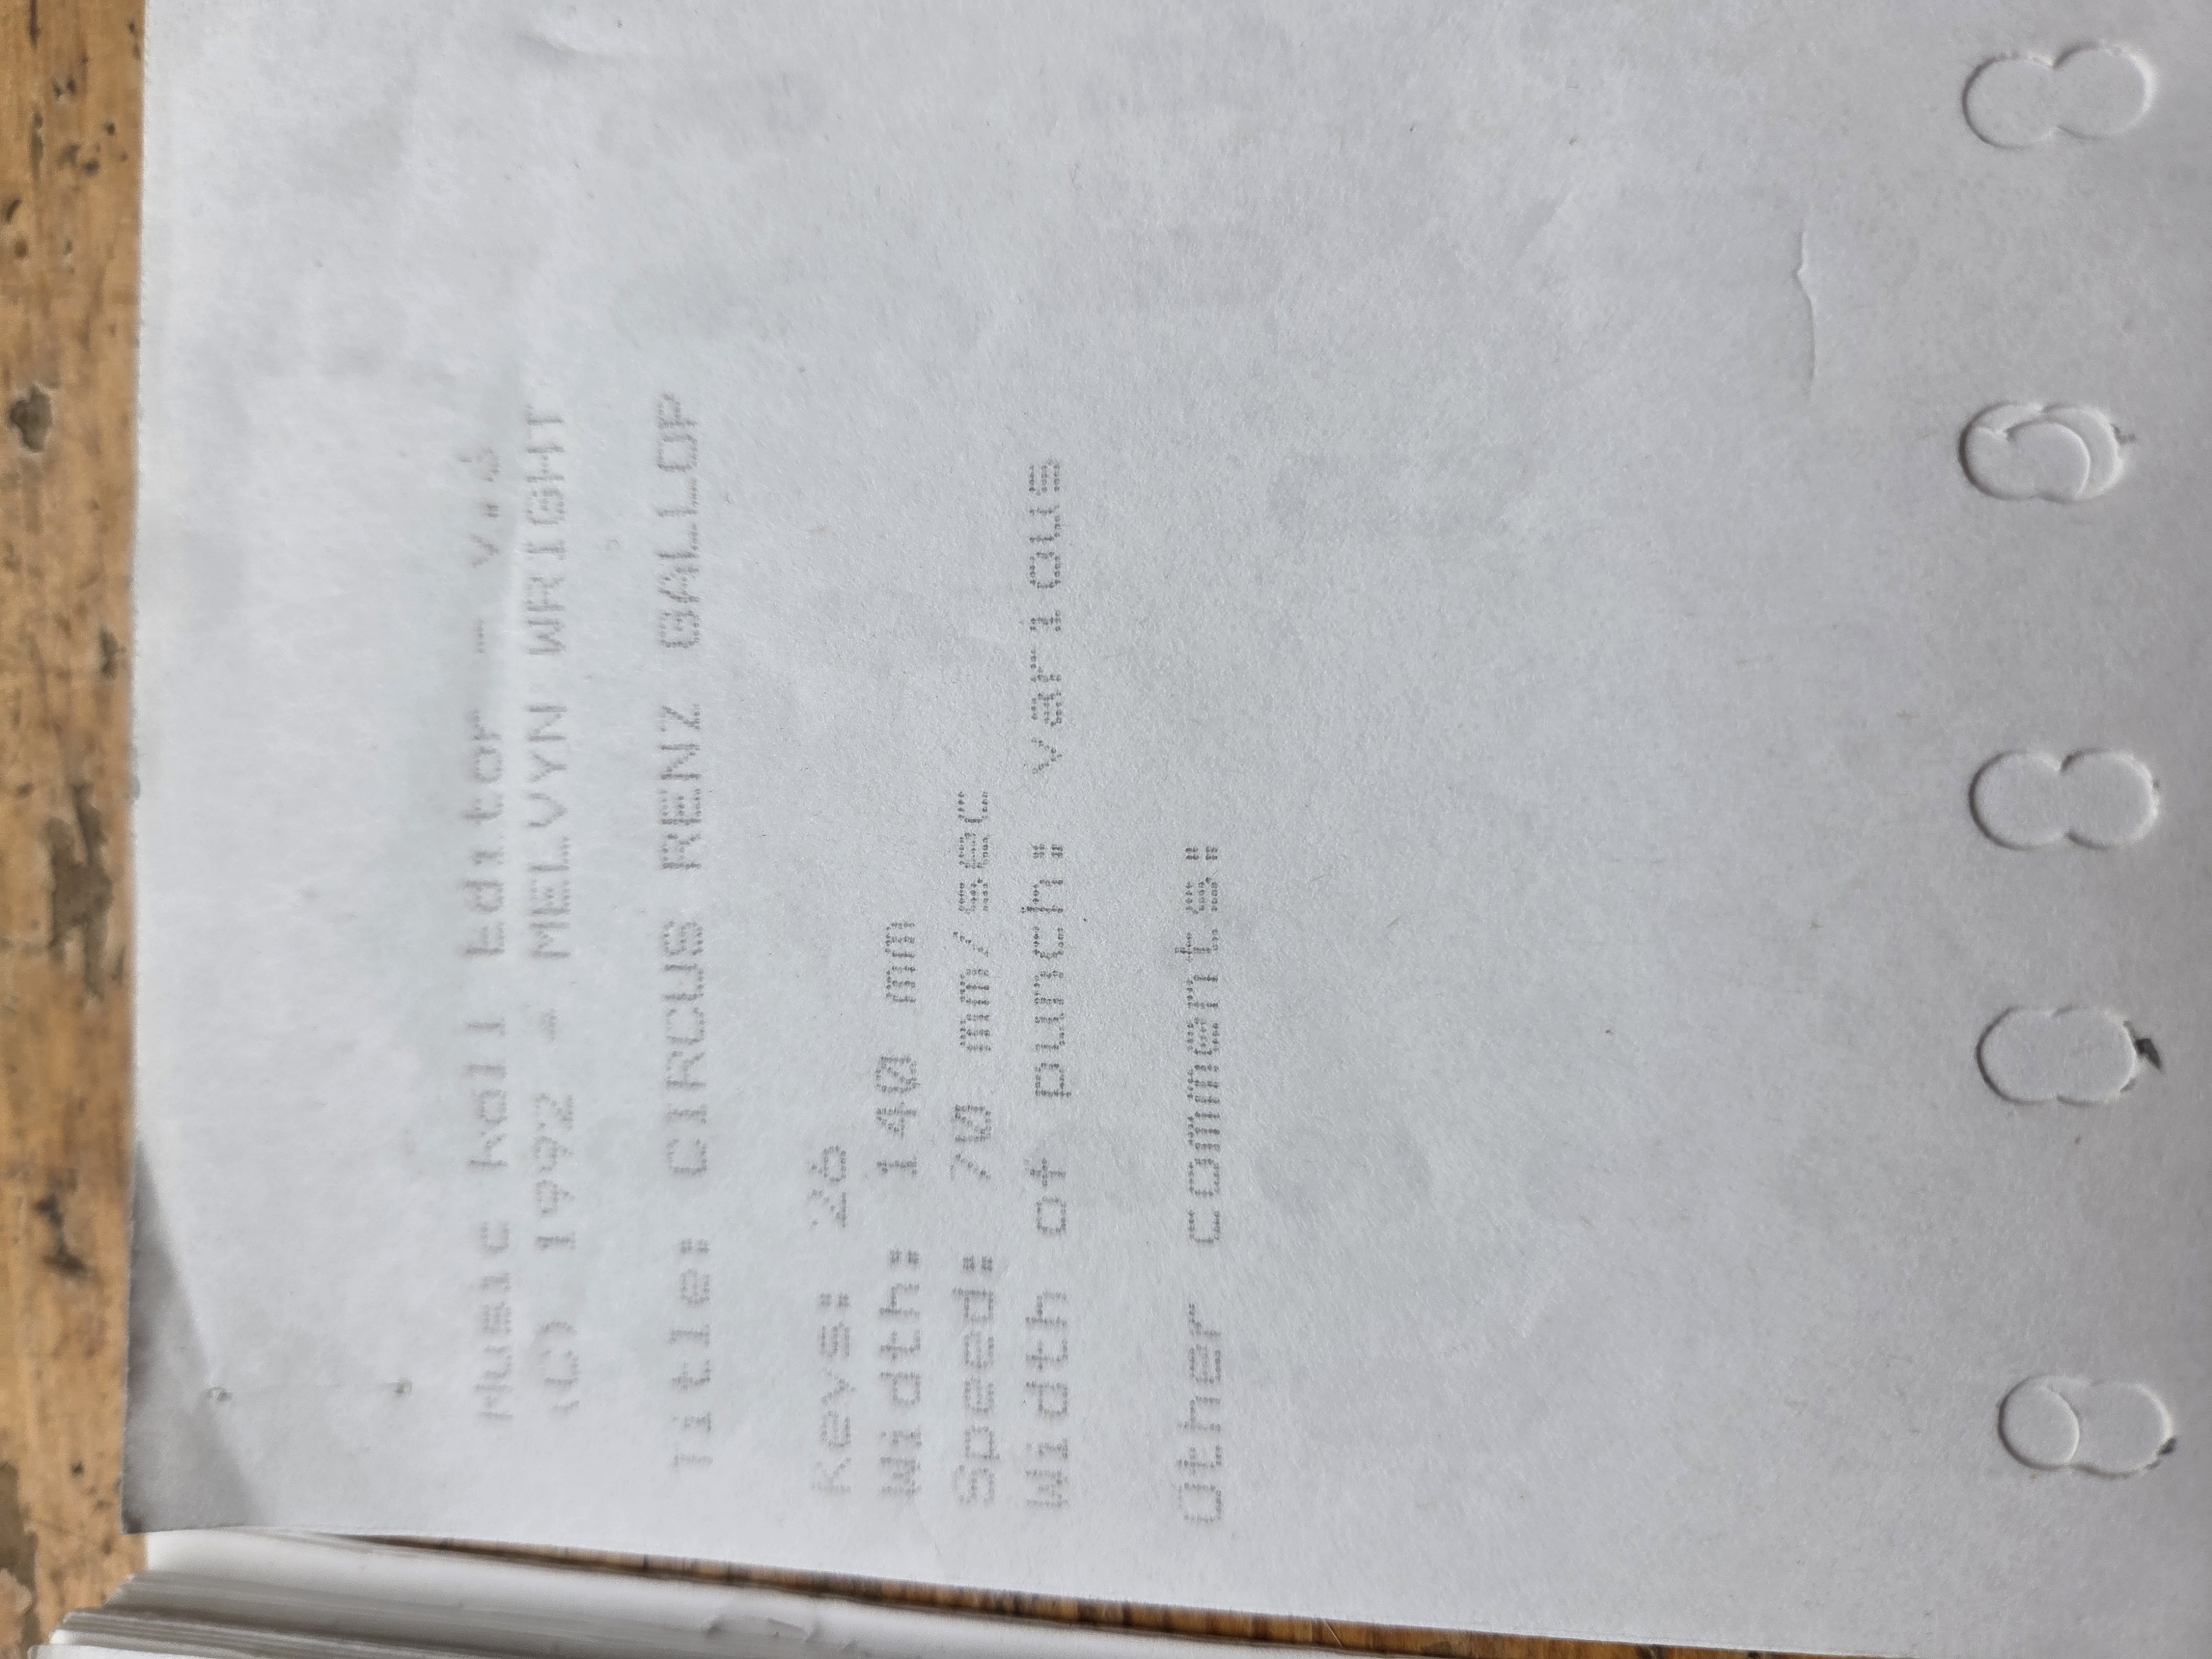 Music Roll Editor - V.6
(C) 1992 - MELVYN WRIGHT
Title: CIRCUS RENZ GALLOP
Keys: 26
Width: 140 mm
Speed: 70 mm/sec
Width of punch: Various
Other comments: